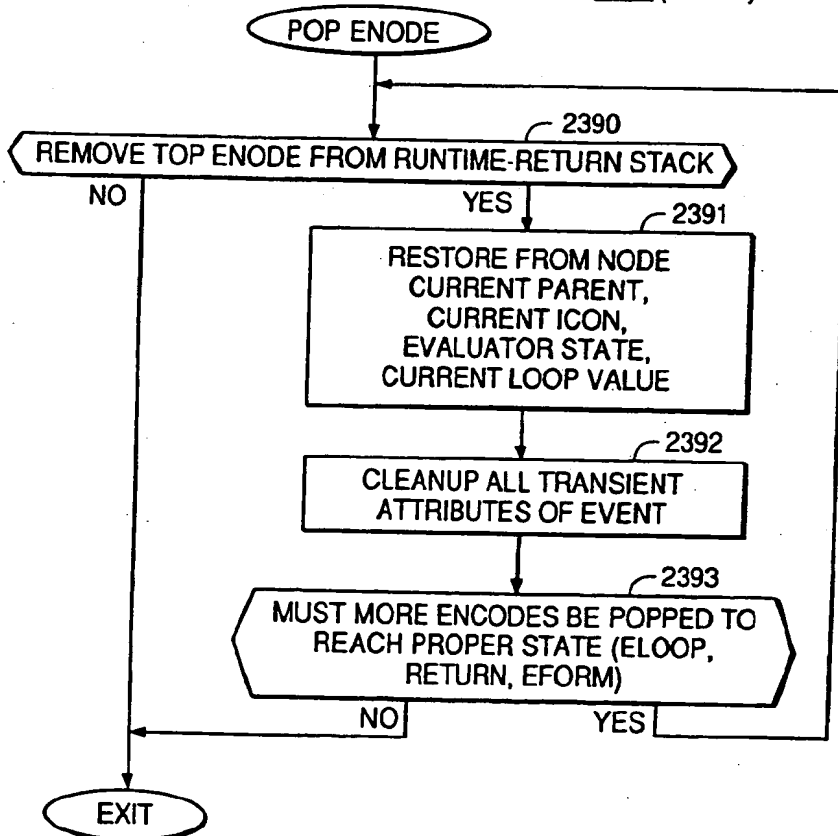 POP ENODE
2390
REMOVE TOP ENODE FROM RUNTIME-RETURN STACK
NO
YES
2391
RESTORE FROM NODE
CURRENT PARENT,
CURRENT ICON,
EVALUATOR STATE,
CURRENT LOOP VALUE
2392
CLEANUP ALL TRANSIENT
ATTRIBUTES OF EVENT
2393
MUST MORE ENCODES BE POPPED TO
REACH PROPER STATE (ELOOP,
RETURN, EFORM)
NO
YES
EXIT